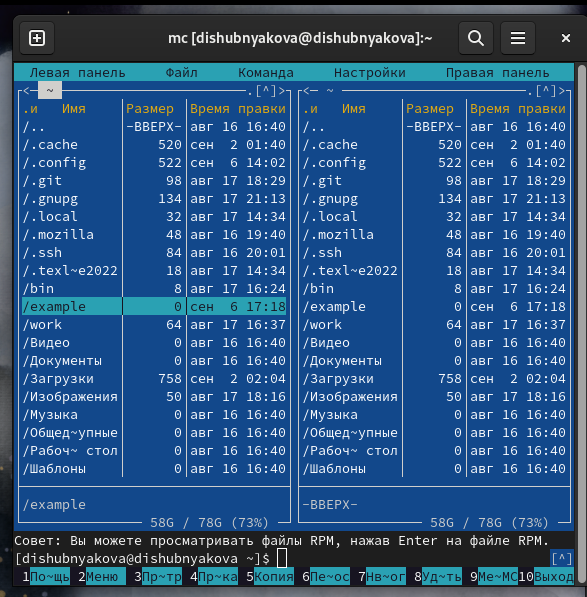 mc [dishubnyakova@dishubnyakova]:~
Левая панель Файл Команда Настройки Правая панель
<─ ~ .[^]> <─ ~ .[^]>
.и Имя Размер Время правки .и Имя Размер Время правки
/.. -ВВЕРХ- авг 16 16:40 /.. -ВВЕРХ- авг 16 16:40
/.cache 520 сен 2 01:40 /.cache 520 сен 2 01:40
/.config 522 сен 6 14:02 /.config 522 сен 6 14:02
/.git 98 авг 17 18:29 /.git 98 авг 17 18:29
/.gnupg 134 авг 17 21:13 /.gnupg 134 авг 17 21:13
/.local 32 авг 17 14:34 /.local 32 авг 17 14:34
/.mozilla 48 авг 16 19:40 /.mozilla 48 авг 16 19:40
/.ssh 84 авг 16 20:01 /.ssh 84 авг 16 20:01
/.texl~e2022 18 авг 17 14:34 /.texl~e2022 18 авг 17 14:34
/bin 8 авг 17 16:24 /bin 8 авг 17 16:24
/example 0 сен 6 17:18 /example 0 сен 6 17:18
/work 64 авг 17 16:37 /work 64 авг 17 16:37
/Видео 0 авг 16 16:40 /Видео 0 авг 16 16:40
/Документы 0 авг 16 16:40 /Документы 0 авг 16 16:40
/Загрузки 758 сен 2 02:04 /Загрузки 758 сен 2 02:04
/Изображения 50 авг 17 18:16 /Изображения 50 авг 17 18:16
/Музыка 0 авг 16 16:40 /Музыка 0 авг 16 16:40
/Общед~упные 0 авг 16 16:40 /Общед~упные 0 авг 16 16:40
/Рабоч~ стол 0 авг 16 16:40 /Рабоч~ стол 0 авг 16 16:40
/Шаблоны 0 авг 16 16:40 /Шаблоны 0 авг 16 16:40
/example -ВВЕРХ-
58G / 78G (73%) 58G / 78G (73%)
Совет: Вы можете просматривать файлы RPM, нажав Enter на файле RPM.
[dishubnyakova@dishubnyakova ~]$ [^]
1По~щь 2Меню 3Пр~тр 4Пр~ка 5Копия 6Пе~ос 7Нв~ог 8Уд~ть 9Ме~МС 10Выход